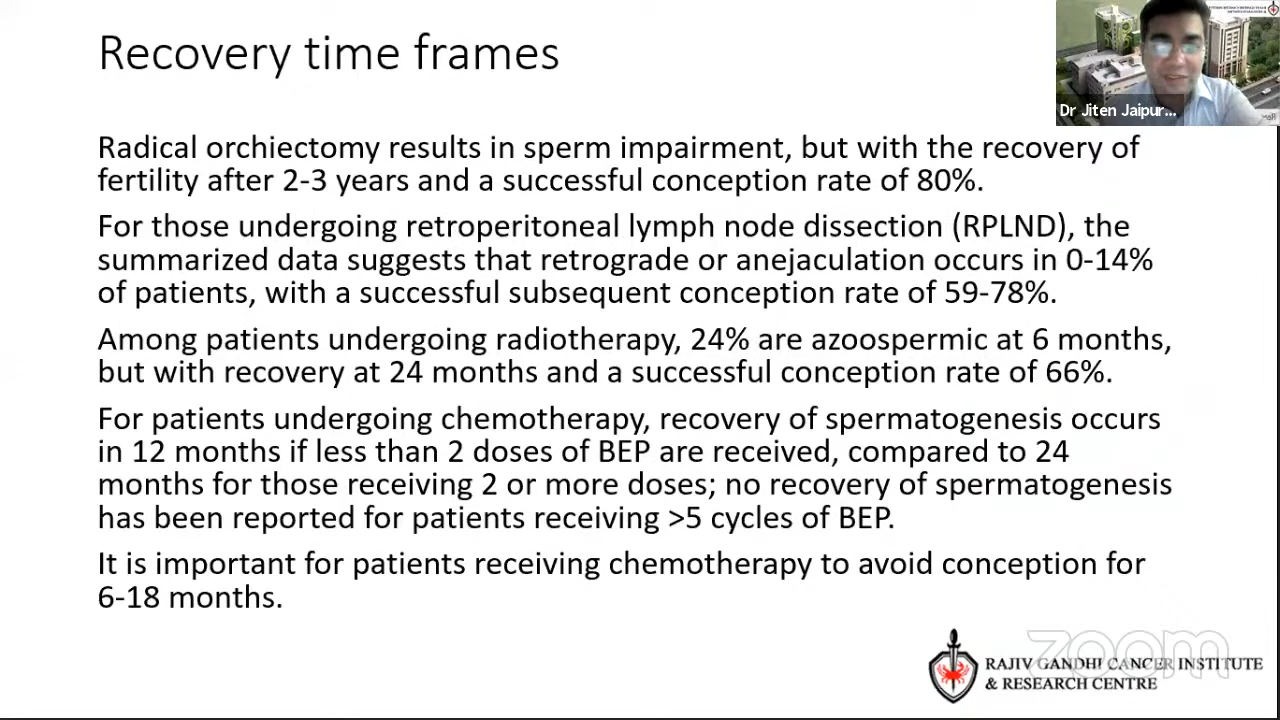 Recovery time frames
Dr Jiten Jaipur...
Radical orchiectomy results in sperm impairment, but with the recovery of
fertility after 2-3 years and a successful conception rate of 80%.
For those undergoing retroperitoneal lymph node dissection (RPLND), the
summarized data suggests that retrograde or anejaculation occurs in 0-14%
of patients, with a successful subsequent conception rate of 59-78%.
Among patients undergoing radiotherapy, 24% are azoospermic at 6 months,
but with recovery at 24 months and a successful conception rate of 66%.
For patients undergoing chemotherapy, recovery of spermatogenesis occurs
in 12 months if less than 2 doses of BEP are received, compared to 24
months for those receiving 2 or more doses; no recovery of spermatogenesis
has been reported for patients receiving >5 cycles of BEP.
It is important for patients receiving chemotherapy to avoid conception for
6-18 months.
zoom
RAJIV GANDHI CANCER INSTITUTE
& RESEARCH CENTRE